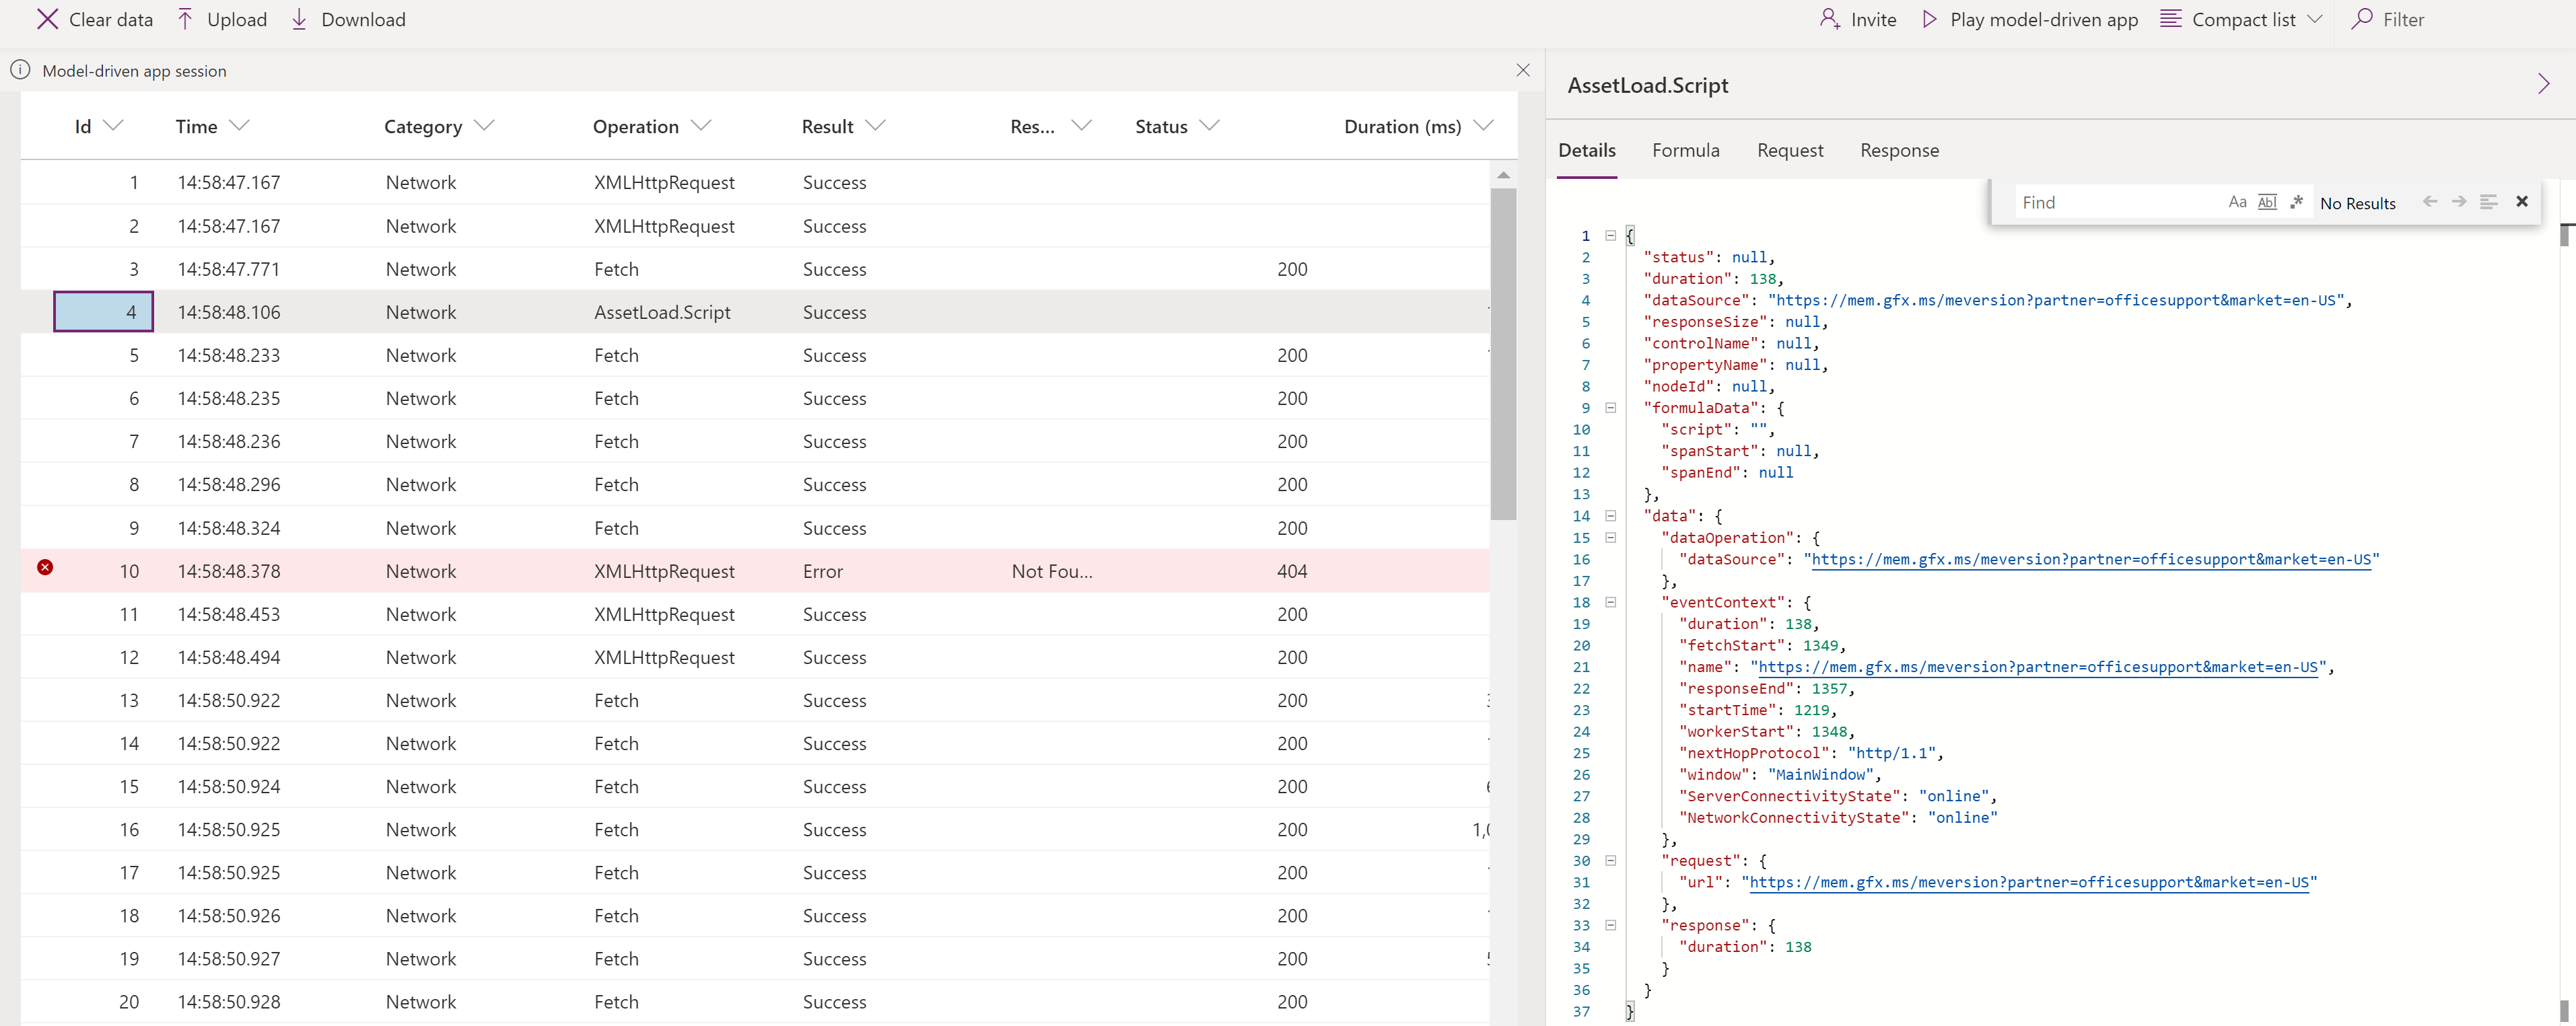 Clear data Upload Download Invite Play model-driven app Compact list Filter
Model-driven app session
Id Time Category Operation Result Res... Status Duration (ms)
1 14:58:47.167 Network XMLHttpRequest Success
2 14:58:47.167 Network XMLHttpRequest Success
3 14:58:47.771 Network Fetch Success 200
4 14:58:48.106 Network AssetLoad.Script Success
5 14:58:48.233 Network Fetch Success 200
6 14:58:48.235 Network Fetch Success 200
7 14:58:48.236 Network Fetch Success 200
8 14:58:48.296 Network Fetch Success 200
9 14:58:48.324 Network Fetch Success 200
10 14:58:48.378 Network XMLHttpRequest Error Not Fou... 404
11 14:58:48.453 Network XMLHttpRequest Success 200
12 14:58:48.494 Network XMLHttpRequest Success 200
13 14:58:50.922 Network Fetch Success 200
14 14:58:50.922 Network Fetch Success 200
15 14:58:50.924 Network Fetch Success 200
16 14:58:50.925 Network Fetch Success 200
17 14:58:50.925 Network Fetch Success 200
18 14:58:50.926 Network Fetch Success 200
19 14:58:50.927 Network Fetch Success 200
20 14:58:50.928 Network Fetch Success 200
AssetLoad.Script
Details Formula Request Response
Find Aa Abl .* No Results
1 {
2 "status": null,
3 "duration": 138,
4 "dataSource": "https://mem.gfx.ms/meversion?partner=officesupport&market=en-US",
5 "responseSize": null,
6 "controlName": null,
7 "propertyName": null,
8 "nodeId": null,
9 "formulaData": {
10 "script": "",
11 "spanStart": null,
12 "spanEnd": null
13 },
14 "data": {
15 "dataOperation": {
16 "dataSource": "https://mem.gfx.ms/meversion?partner=officesupport&market=en-US"
17 },
18 "eventContext": {
19 "duration": 138,
20 "fetchStart": 1349,
21 "name": "https://mem.gfx.ms/meversion?partner=officesupport&market=en-US",
22 "responseEnd": 1357,
23 "startTime": 1219,
24 "workerStart": 1348,
25 "nextHopProtocol": "http/1.1",
26 "window": "MainWindow",
27 "ServerConnectivityState": "online",
28 "NetworkConnectivityState": "online"
29 },
30 "request": {
31 "url": "https://mem.gfx.ms/meversion?partner=officesupport&market=en-US"
32 },
33 "response": {
34 "duration": 138
35 }
36 }
37 }